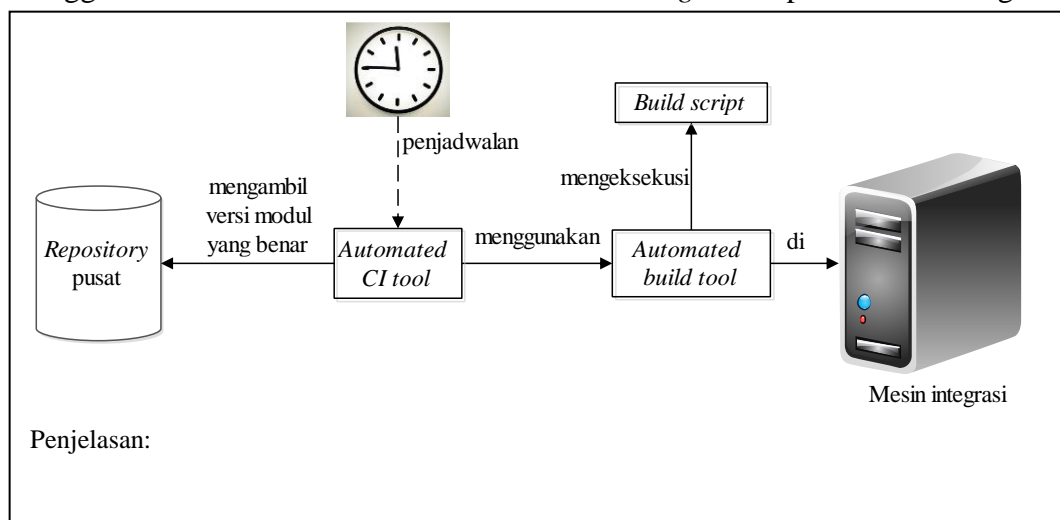 Build script
penjadwalan
mengeksekusi
mengambil
versi modul
yang benar
Repository
pusat
Automated
CI tool
menggunakan
Automated
build tool
di
Mesin integrasi
Penjelasan: